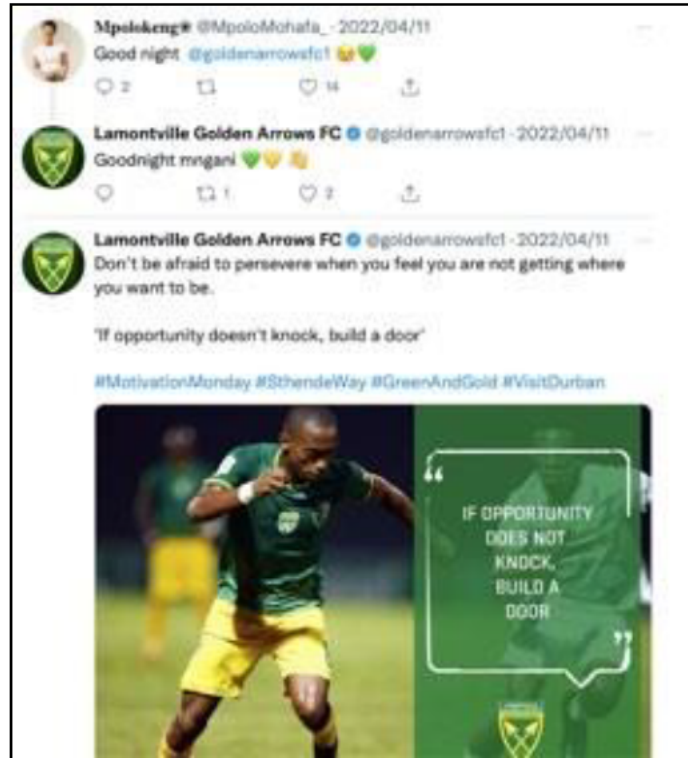 Mpolokeng @MpoloMohafa_ · 2022/04/11
Good night @goldenarrowsfc1
2 14
Lamontville Golden Arrows FC @goldenarrowsfc1 · 2022/04/11
Goodnight mngani
1 2
Lamontville Golden Arrows FC @goldenarrowsfc1 · 2022/04/11
Don't be afraid to persevere when you feel you are not getting where
you want to be.
'If opportunity doesn't knock, build a door'
#MotivationMonday #SthendeWay #GreenAndGold #VisitDurban
“
IF OPPORTUNITY
DOES NOT
KNOCK,
BUILD A
DOOR
”